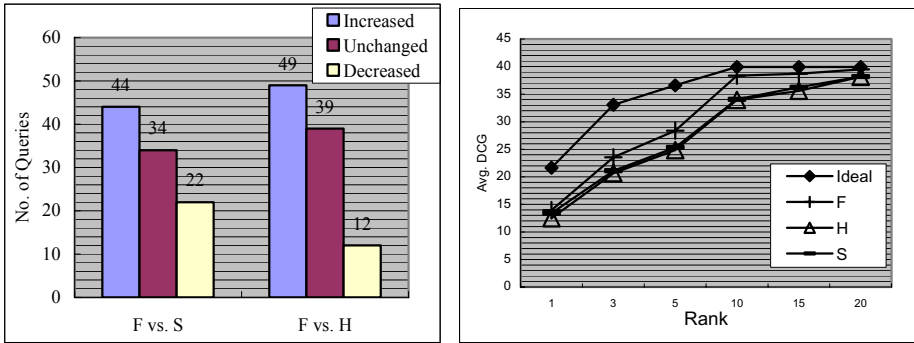 Increased
Unchanged
Decreased
60
50
40
30
20
10
0
No. of Queries
44
34
22
49
39
12
F vs. S
F vs. H
45
40
35
30
25
20
15
10
5
0
Avg. DCG
Ideal
F
H
S
1 3 5 10 15 20
Rank